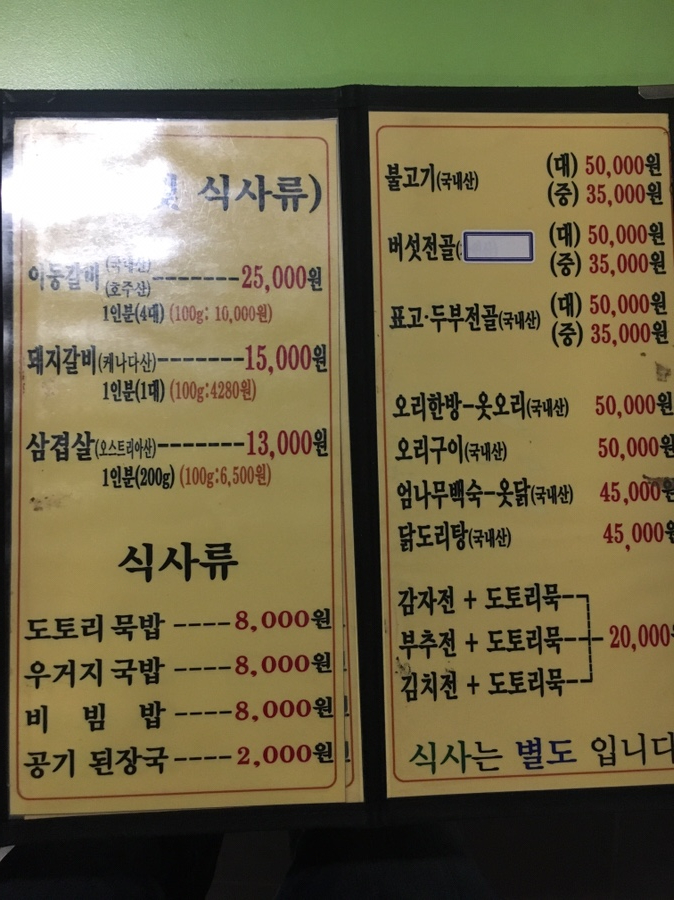 식사류)
이동갈비 (국내산) (호주산) -------- 25,000원
1인분(4대) (100g: 10,000원)
돼지갈비(케나다산)-------15,000원
1인분(1대) (100g:4280원)
삼겹살(오스트리아산)-------13,000원
1인분(200g) (100g:6,500원)
식사류
도토리묵밥 ----8,000원
우거지국밥 ----8,000원
비 빔 밥 ----8,000원
공기 된장국----2,000원
불고기(국내산) (대) 50,000원
(중) 35,000원
버섯전골( (대) 50,000원
(중) 35,000원
표고·두부전골(국내산) (대) 50,000원
(중) 35,000원
오리한방-옻오리(국내산) 50,000원
오리구이(국내산) 50,000원
엄나무백숙-옻닭(국내산) 45,000원
닭도리탕(국내산) 45,000원
감자전 + 도토리묵
부추전 + 도토리묵 20,000
김치전 + 도토리묵
식사는 별도 입니다